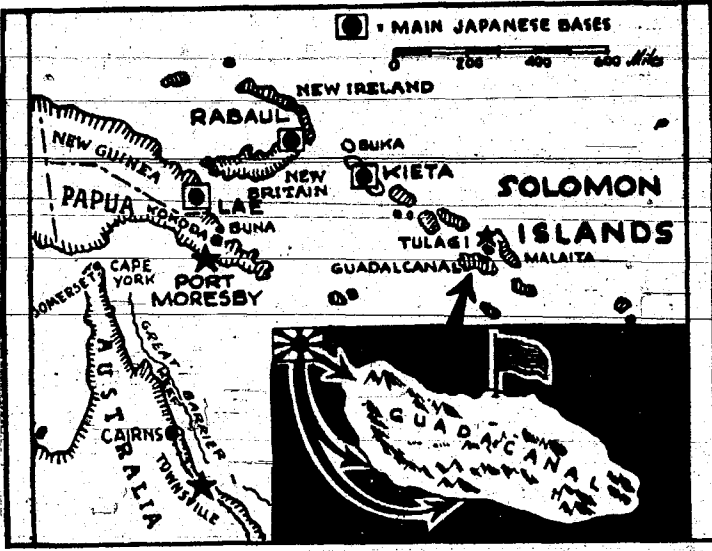 = MAIN JAPANESE BASES
0 200 400 600 Miles
NEW IRELAND
RABAUL
BUKA
NEW GUINEA
NEW
BRITAIN
KIETA
SOLOMON
ISLANDS
PAPUA
LAE
KOKODA
BUNA
TULAGI
GUADALCANAL
MALAITA
PORT
MORESBY
CAPE
YORK
SOMERSET
GREAT
BARRIER
REEF
AUSTRALIA
CAIRNS
TOWNSVILLE
GUADALCANAL